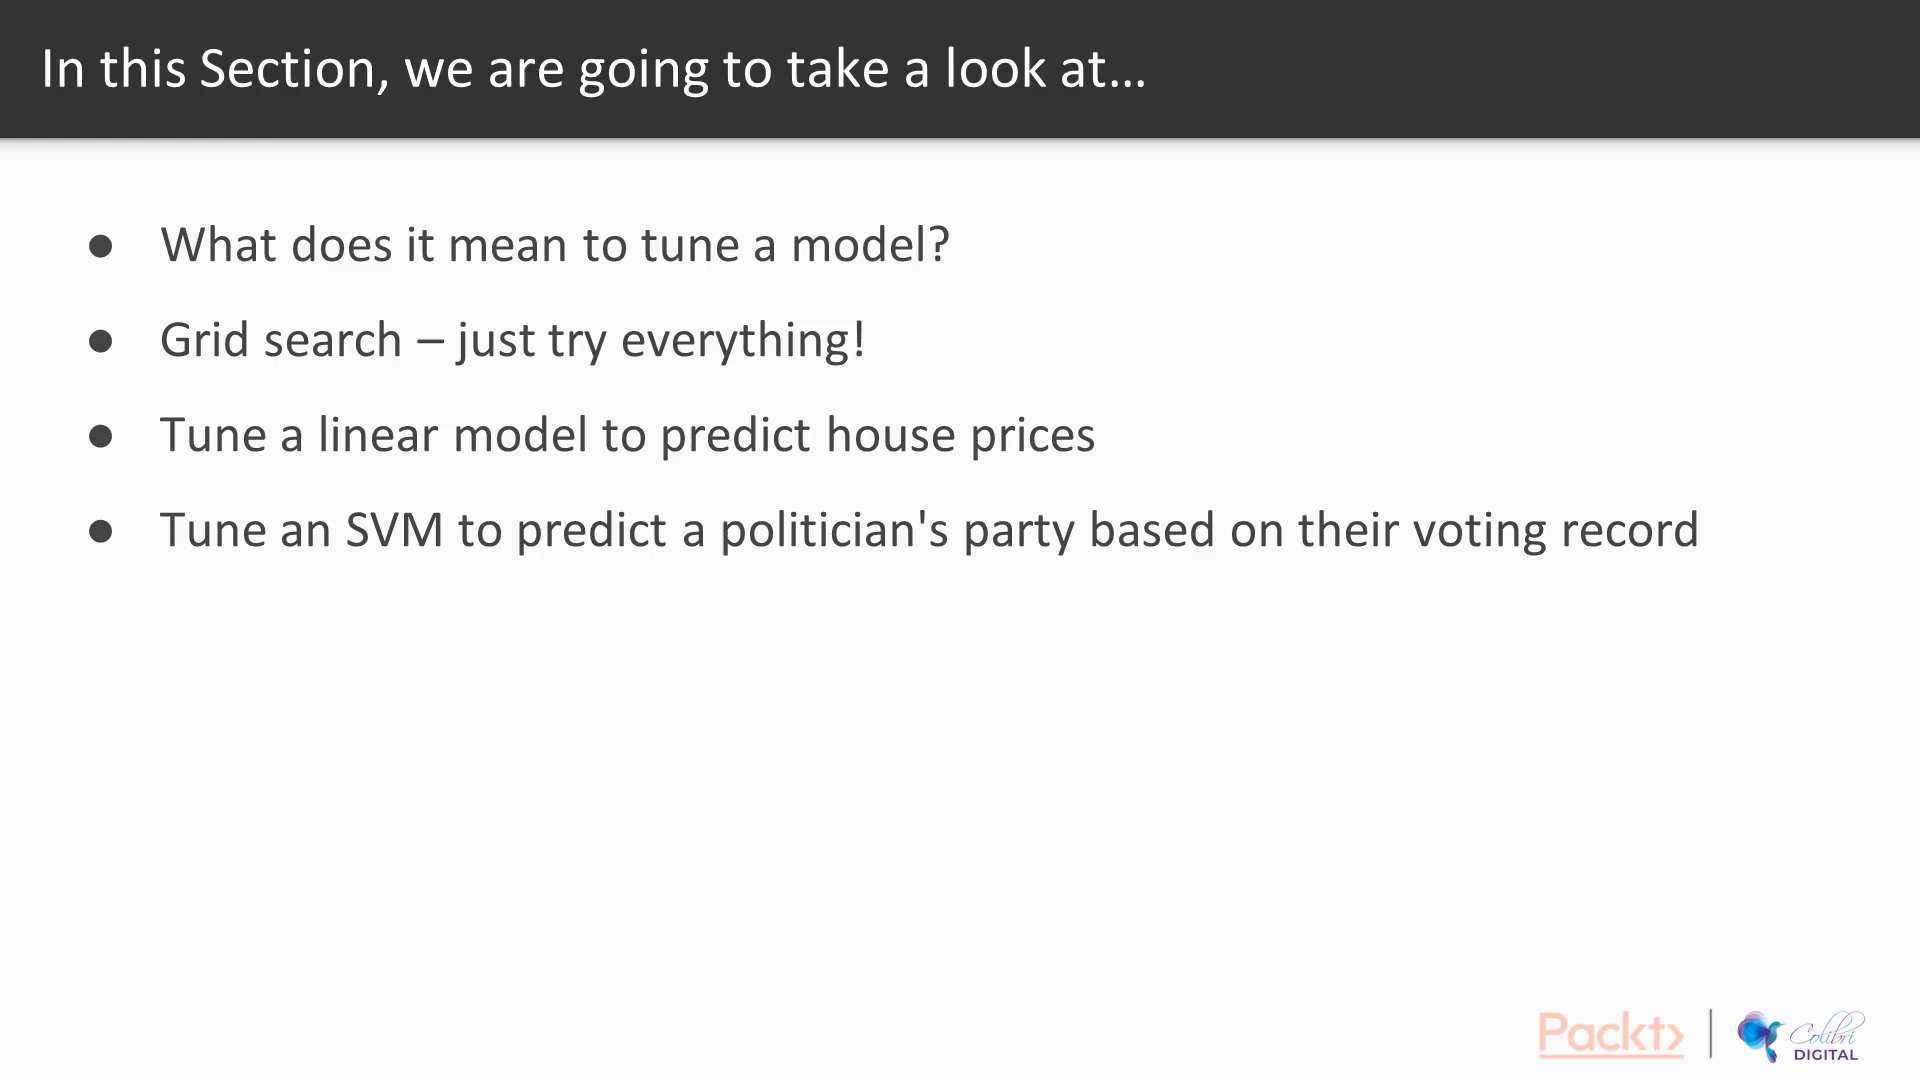 In this Section, we are going to take a look at...
● What does it mean to tune a model?
● Grid search – just try everything!
● Tune a linear model to predict house prices
● Tune an SVM to predict a politician's party based on their voting record
Packt>
Colibri
DIGITAL